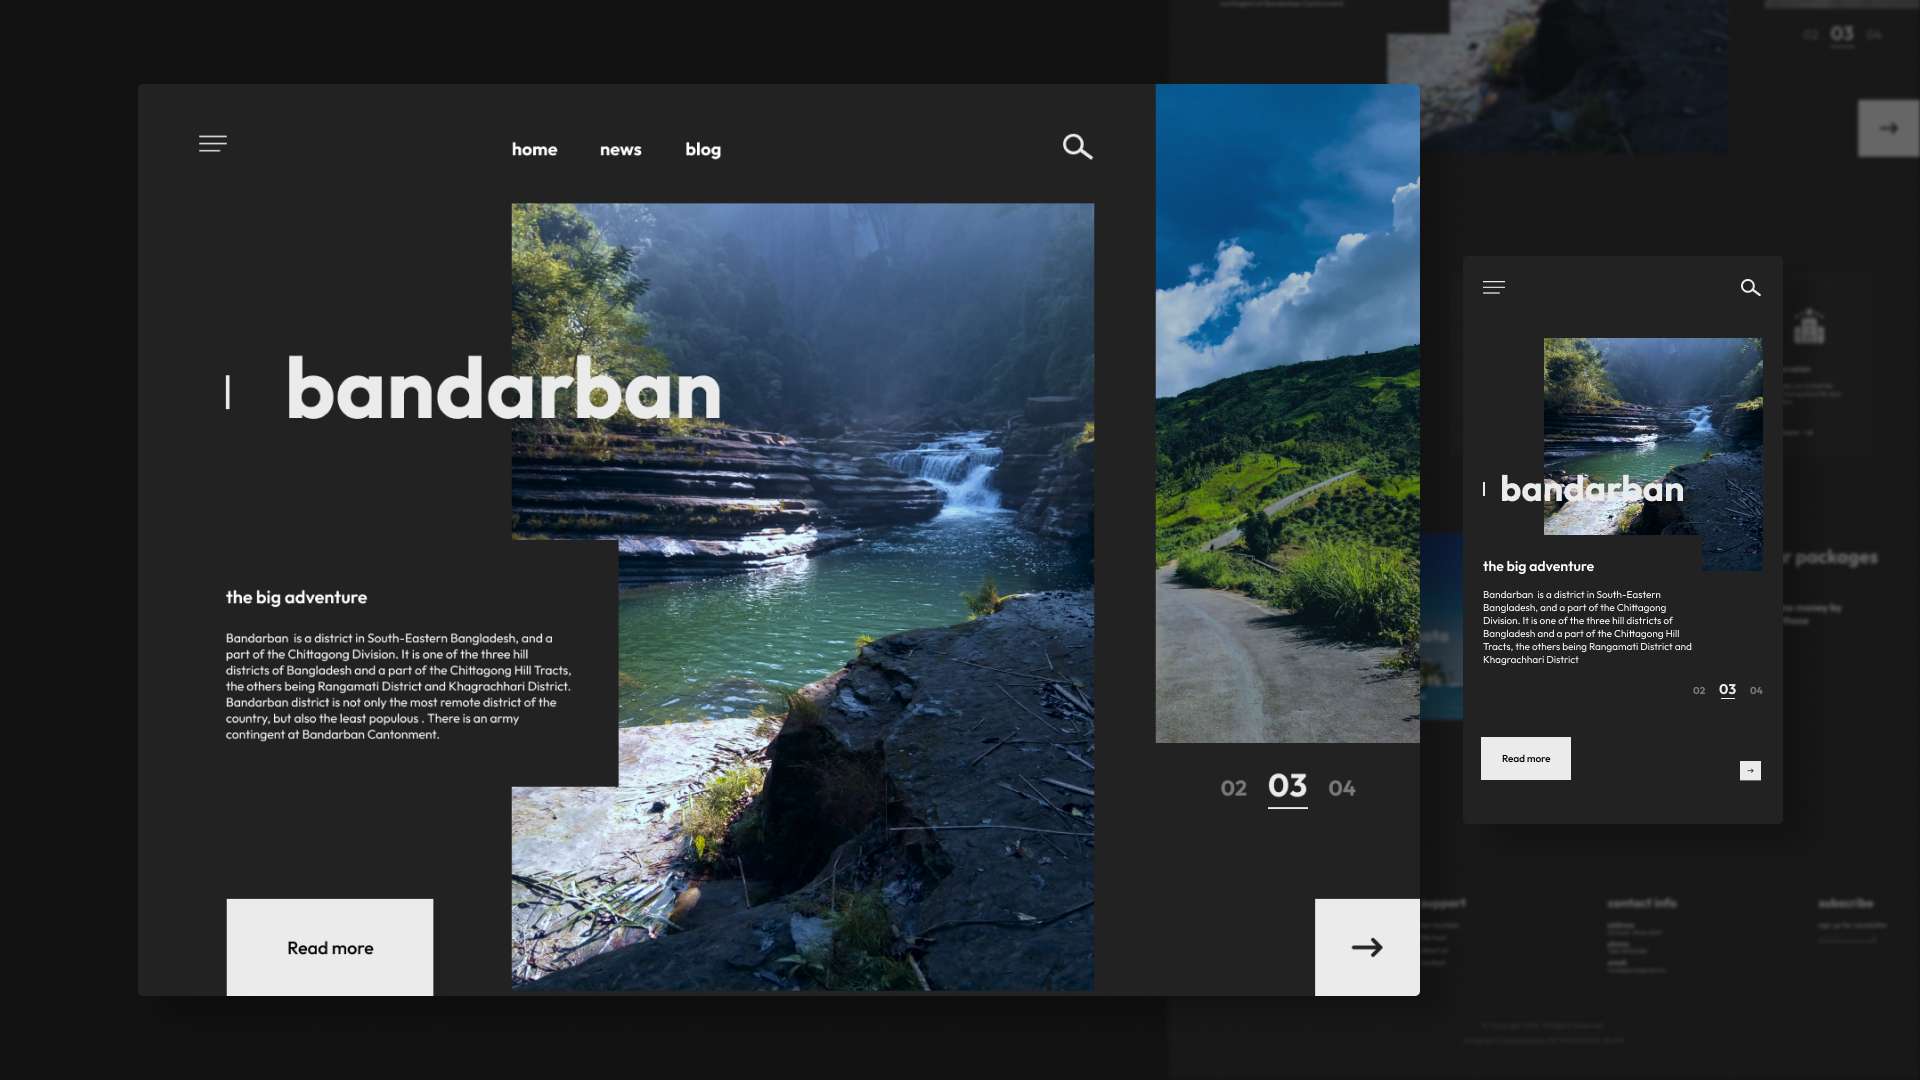 home news blog
bandarban
the big adventure
Bandarban is a district in South-Eastern Bangladesh, and a
part of the Chittagong Division. It is one of the three hill
districts of Bangladesh and a part of the Chittagong Hill Tracts,
the others being Rangamati District and Khagrachhari District.
Bandarban district is not only the most remote district of the
country, but also the least populous . There is an army
contingent at Bandarban Cantonment.
Read more
02 03 04
bandarban
the big adventure
Bandarban is a district in South-Eastern
Bangladesh, and a part of the Chittagong
Division. It is one of the three hill districts of
Bangladesh and a part of the Chittagong Hill
Tracts, the others being Rangamati District and
Khagrachhari District
02 03 04
Read more
02 03 04
packages
money by
support
contact info
subscribe